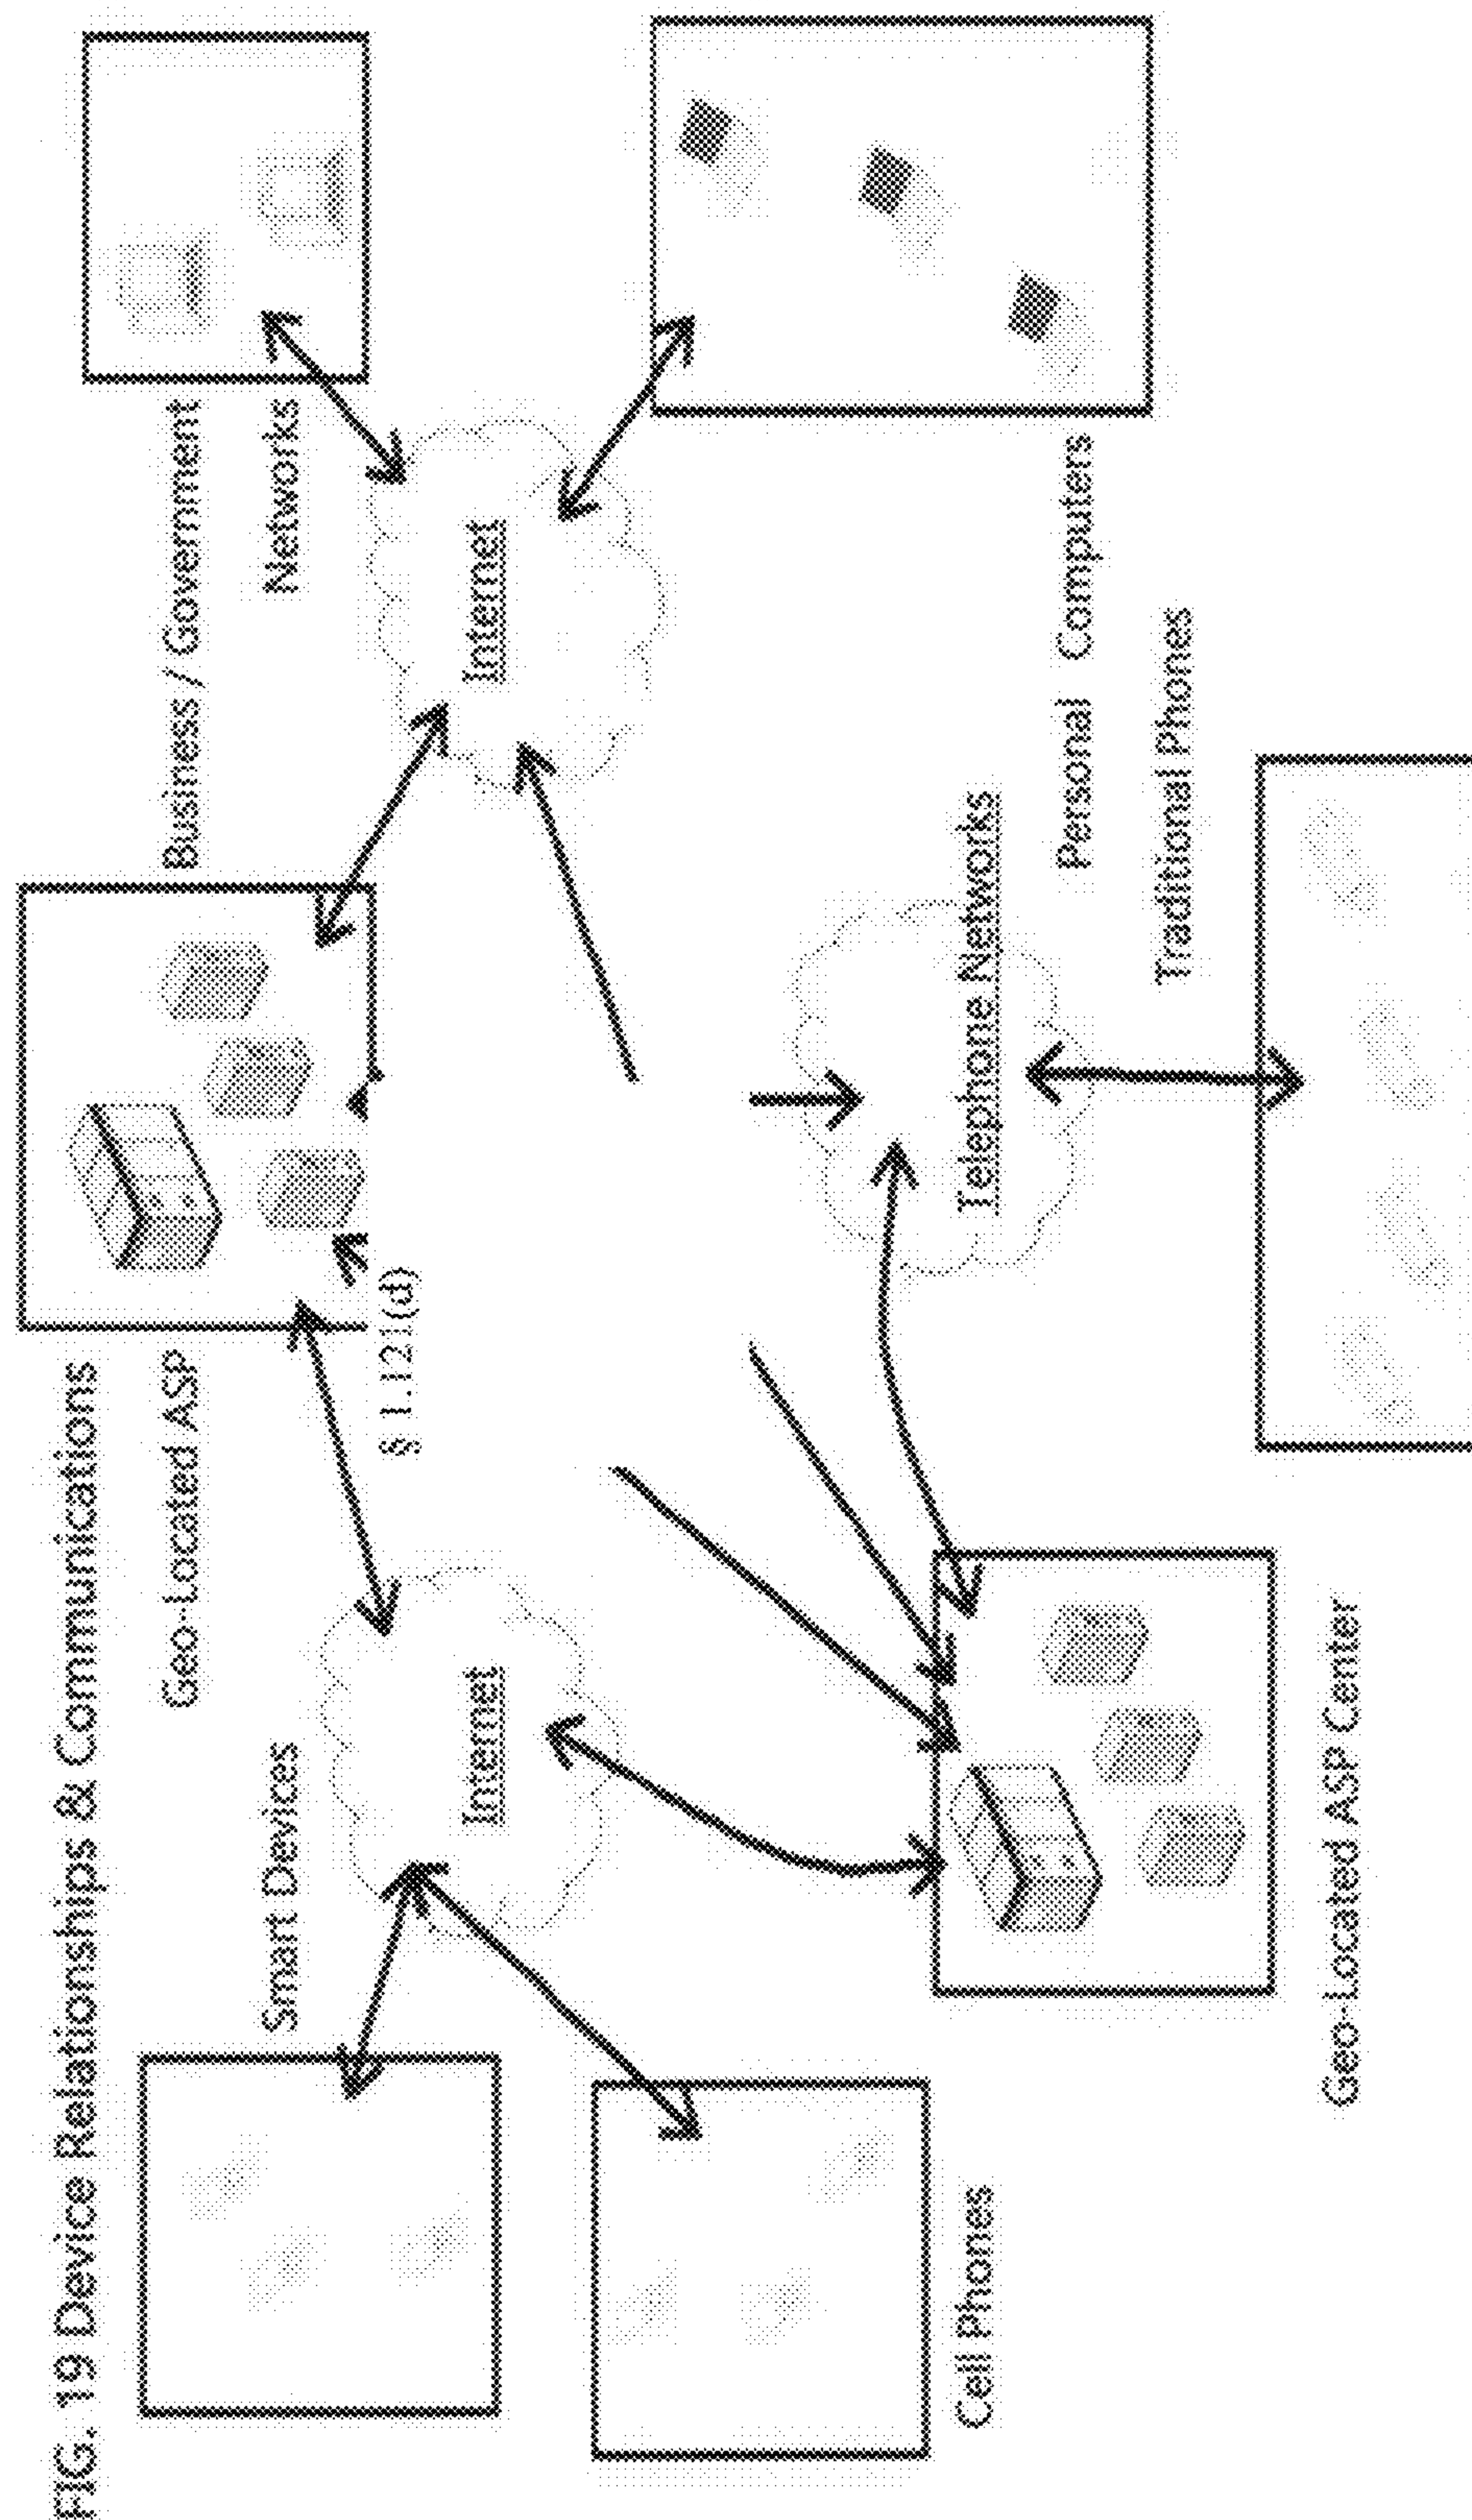 FIG. 19 Device Relationships & Communications
Geo-Located ASP
Business / Government
Networks
Smart Devices
§ 1.121(d)
Internet
Internet
Cell Phones
Telephone Networks
Personal Computers
Traditional Phones
Geo-Located ASP Center